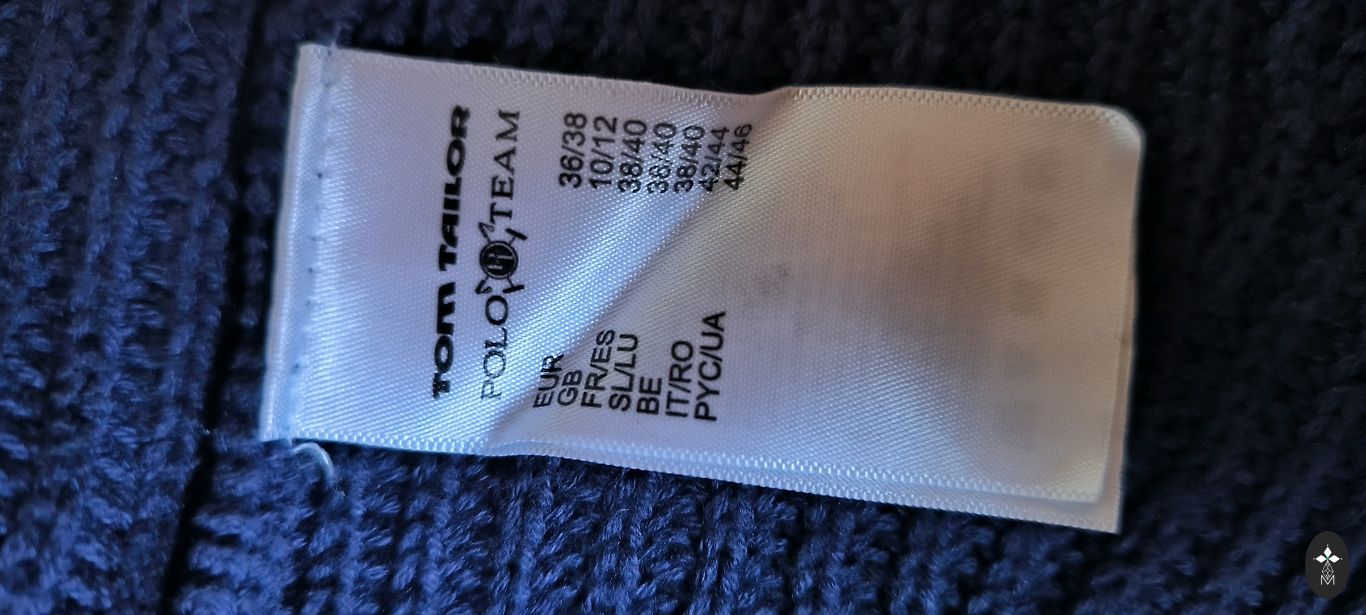 TOM TAILOR
POLO TEAM
EUR 36/38
GB 10/12
FR/ES 38/40
SL/LU 38/40
BE 38/40
IT/RO 42/44
РУС/UA 44/46
M